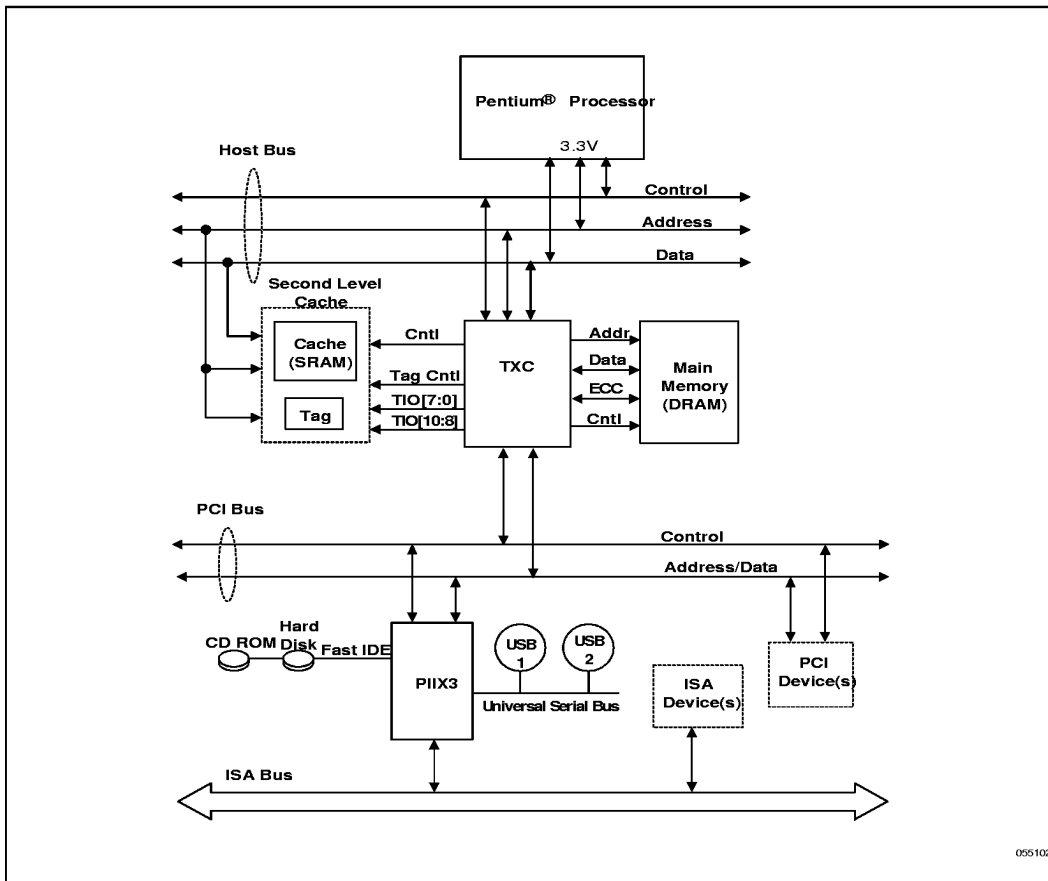 Pentium® Processor
3.3V
Host Bus
Control
Address
Data
Second Level
Cache
Cache
(SRAM)
Tag
Cntl
Tag Cntl
TIO[7:0]
TIO[10:8]
TXC
Addr
Data
ECC
Cntl
Main
Memory
(DRAM)
PCI Bus
Control
Address/Data
CD ROM
Hard
Disk
Fast IDE
PIIX3
USB
1
USB
2
Universal Serial Bus
ISA
Device(s)
PCI
Device(s)
ISA Bus
055102